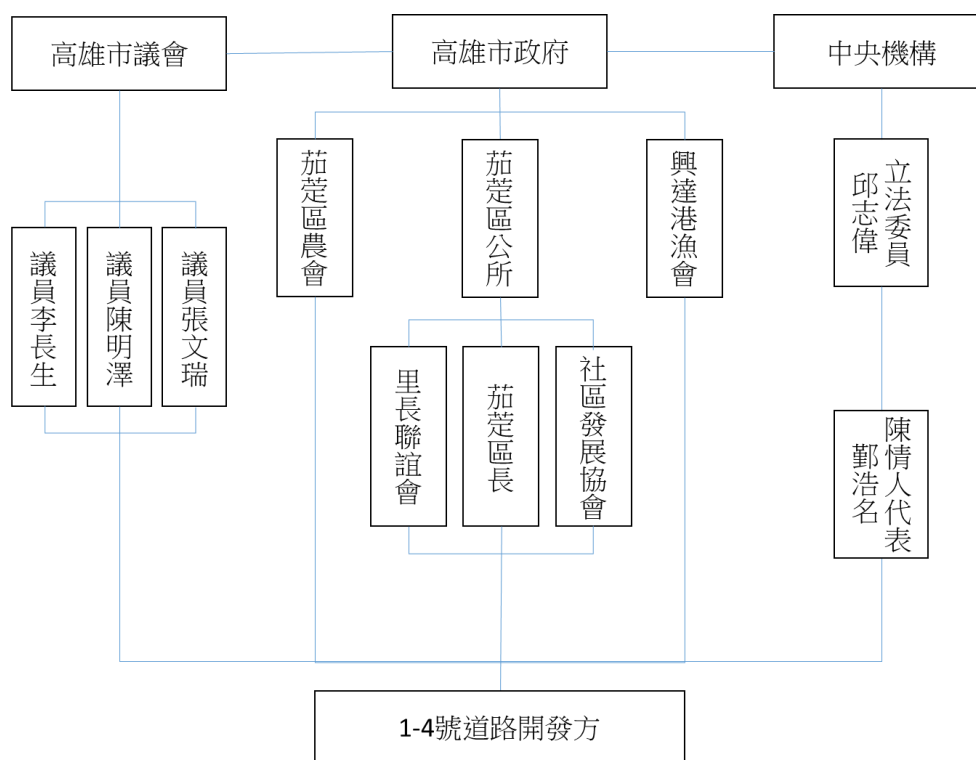 高雄市議會
高雄市政府
中央機構
茄萣區農會
茄萣區公所
興達港漁會
立法委員
邱志偉
議員李長生
議員陳明澤
議員張文瑞
里長聯誼會
茄萣區長
社區發展協會
陳情人代表
鄞浩名
1-4號道路開發方